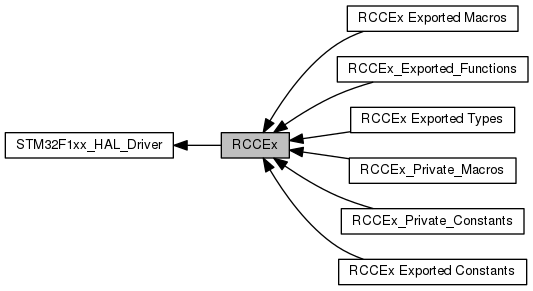 RCCEx Exported Macros
RCCEx_Exported_Functions
RCCEx Exported Types
STM32F1xx_HAL_Driver
RCCEx
RCCEx_Private_Macros
RCCEx_Private_Constants
RCCEx Exported Constants